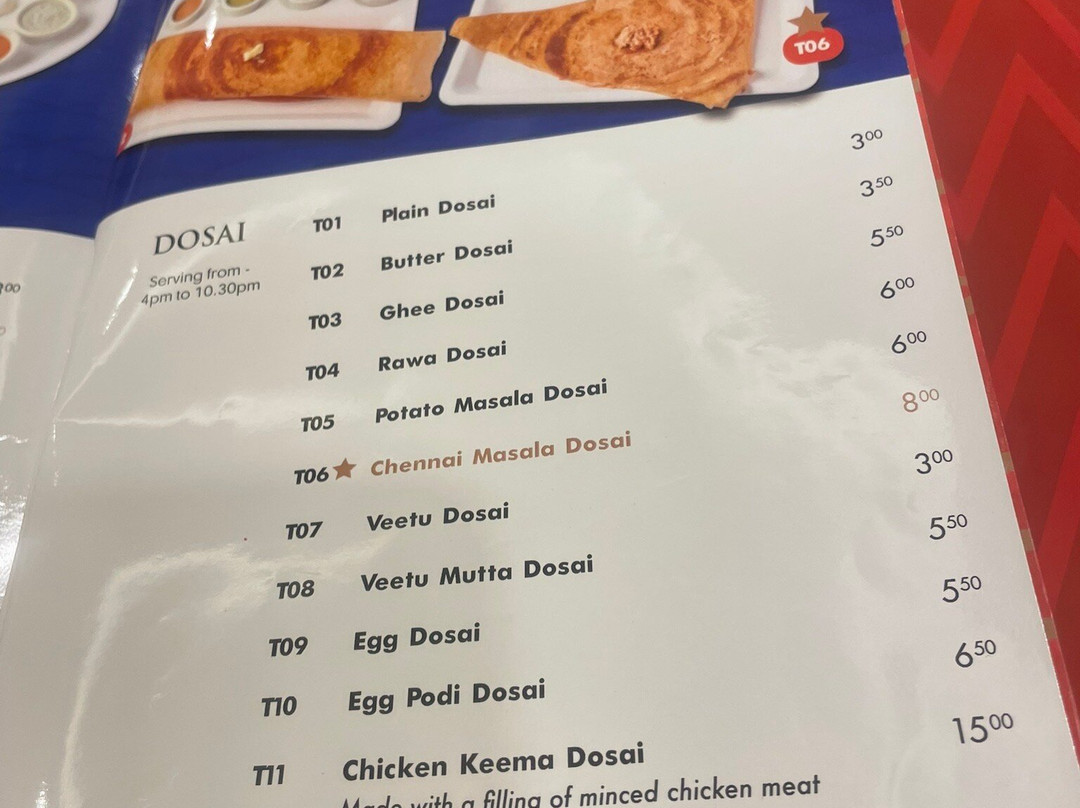 T06
DOSAI
Serving from -
4pm to 10.30pm
T01 Plain Dosai 3⁰⁰
T02 Butter Dosai 3⁵⁰
T03 Ghee Dosai 5⁵⁰
T04 Rawa Dosai 6⁰⁰
T05 Potato Masala Dosai 6⁰⁰
T06 ★ Chennai Masala Dosai 8⁰⁰
T07 Veetu Dosai 3⁰⁰
T08 Veetu Mutta Dosai 5⁵⁰
T09 Egg Dosai 5⁵⁰
T10 Egg Podi Dosai 6⁵⁰
T11 Chicken Keema Dosai 15⁰⁰
Made with a filling of minced chicken meat